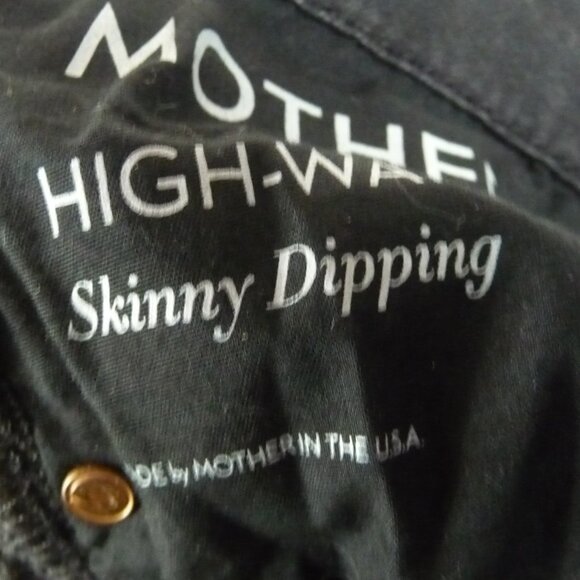 MOTHE
HIGH-WA
Skinny Dipping
DE by MOTHER IN THE U.S.A.